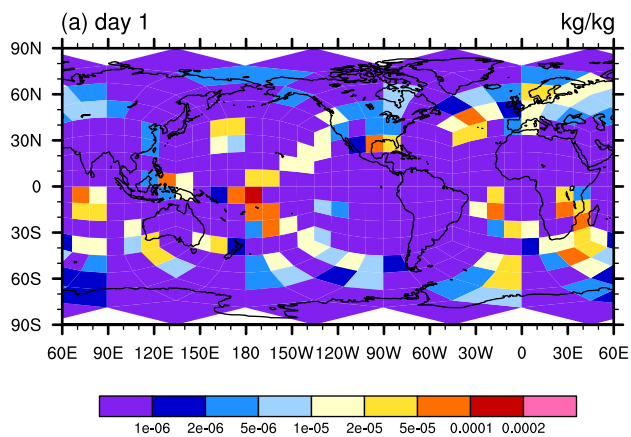 (a) day 1 kg/kg
90N
60N
30N
0
30S
60S
90S
60E 90E 120E 150E 180 150W 120W 90W 60W 30W 0 30E 60E
1e-06 2e-06 5e-06 1e-05 2e-05 5e-05 0.0001 0.0002